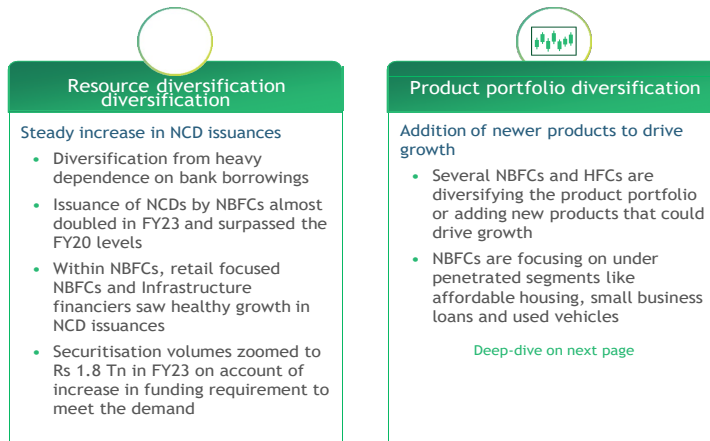 Resource diversification
diversification
Steady increase in NCD issuances
• Diversification from heavy
dependence on bank borrowings
• Issuance of NCDs by NBFCs almost
doubled in FY23 and surpassed the
FY20 levels
• Within NBFCs, retail focused
NBFCs and Infrastructure
financiers saw healthy growth in
NCD issuances
• Securitisation volumes zoomed to
Rs 1.8 Tn in FY23 on account of
increase in funding requirement to
meet the demand
Product portfolio diversification
Addition of newer products to drive
growth
• Several NBFCs and HFCs are
diversifying the product portfolio
or adding new products that could
drive growth
• NBFCs are focusing on under
penetrated segments like
affordable housing, small business
loans and used vehicles
Deep-dive on next page